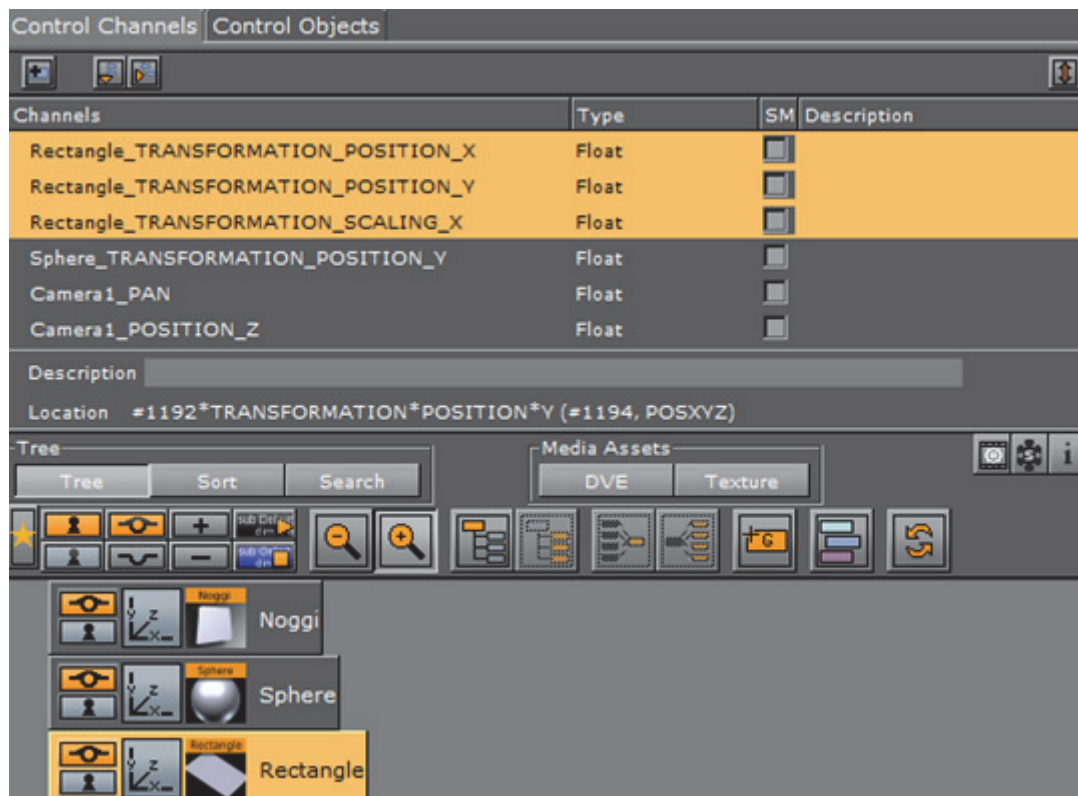 Control Channels Control Objects
Channels Type SM Description
Rectangle_TRANSFORMATION_POSITION_X Float
Rectangle_TRANSFORMATION_POSITION_Y Float
Rectangle_TRANSFORMATION_SCALING_X Float
Sphere_TRANSFORMATION_POSITION_Y Float
Camera1_PAN Float
Camera1_POSITION_Z Float
Description
Location #1192*TRANSFORMATION*POSITION*Y (#1194, POSXYZ)
Tree Media Assets
Tree Sort Search DVE Texture
G S i
Noggi
Noggi
Sphere
Sphere
Rectangle
Rectangle